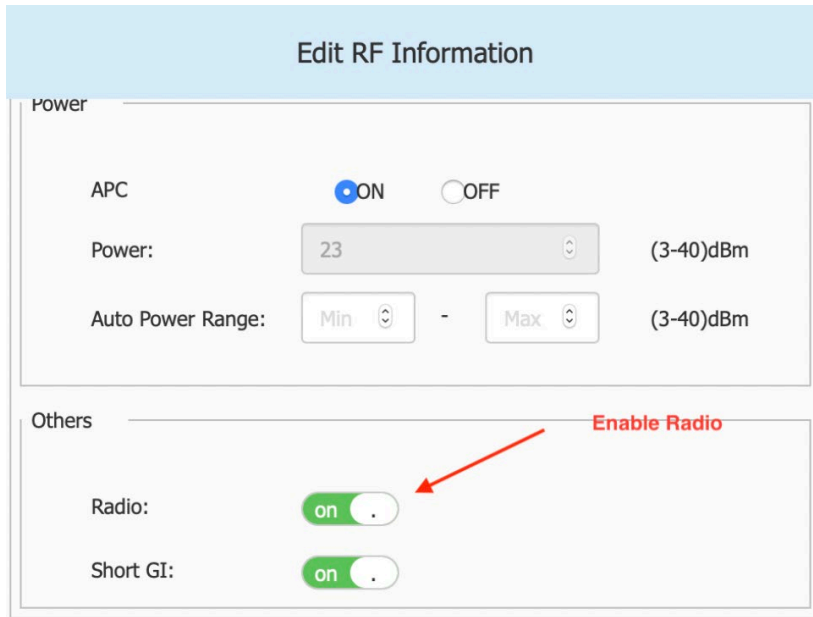 Edit RF Information
Power
APC ON OFF
Power: 23 (3-40)dBm
Auto Power Range: Min - Max (3-40)dBm
Others
Enable Radio
Radio: on .
Short GI: on .